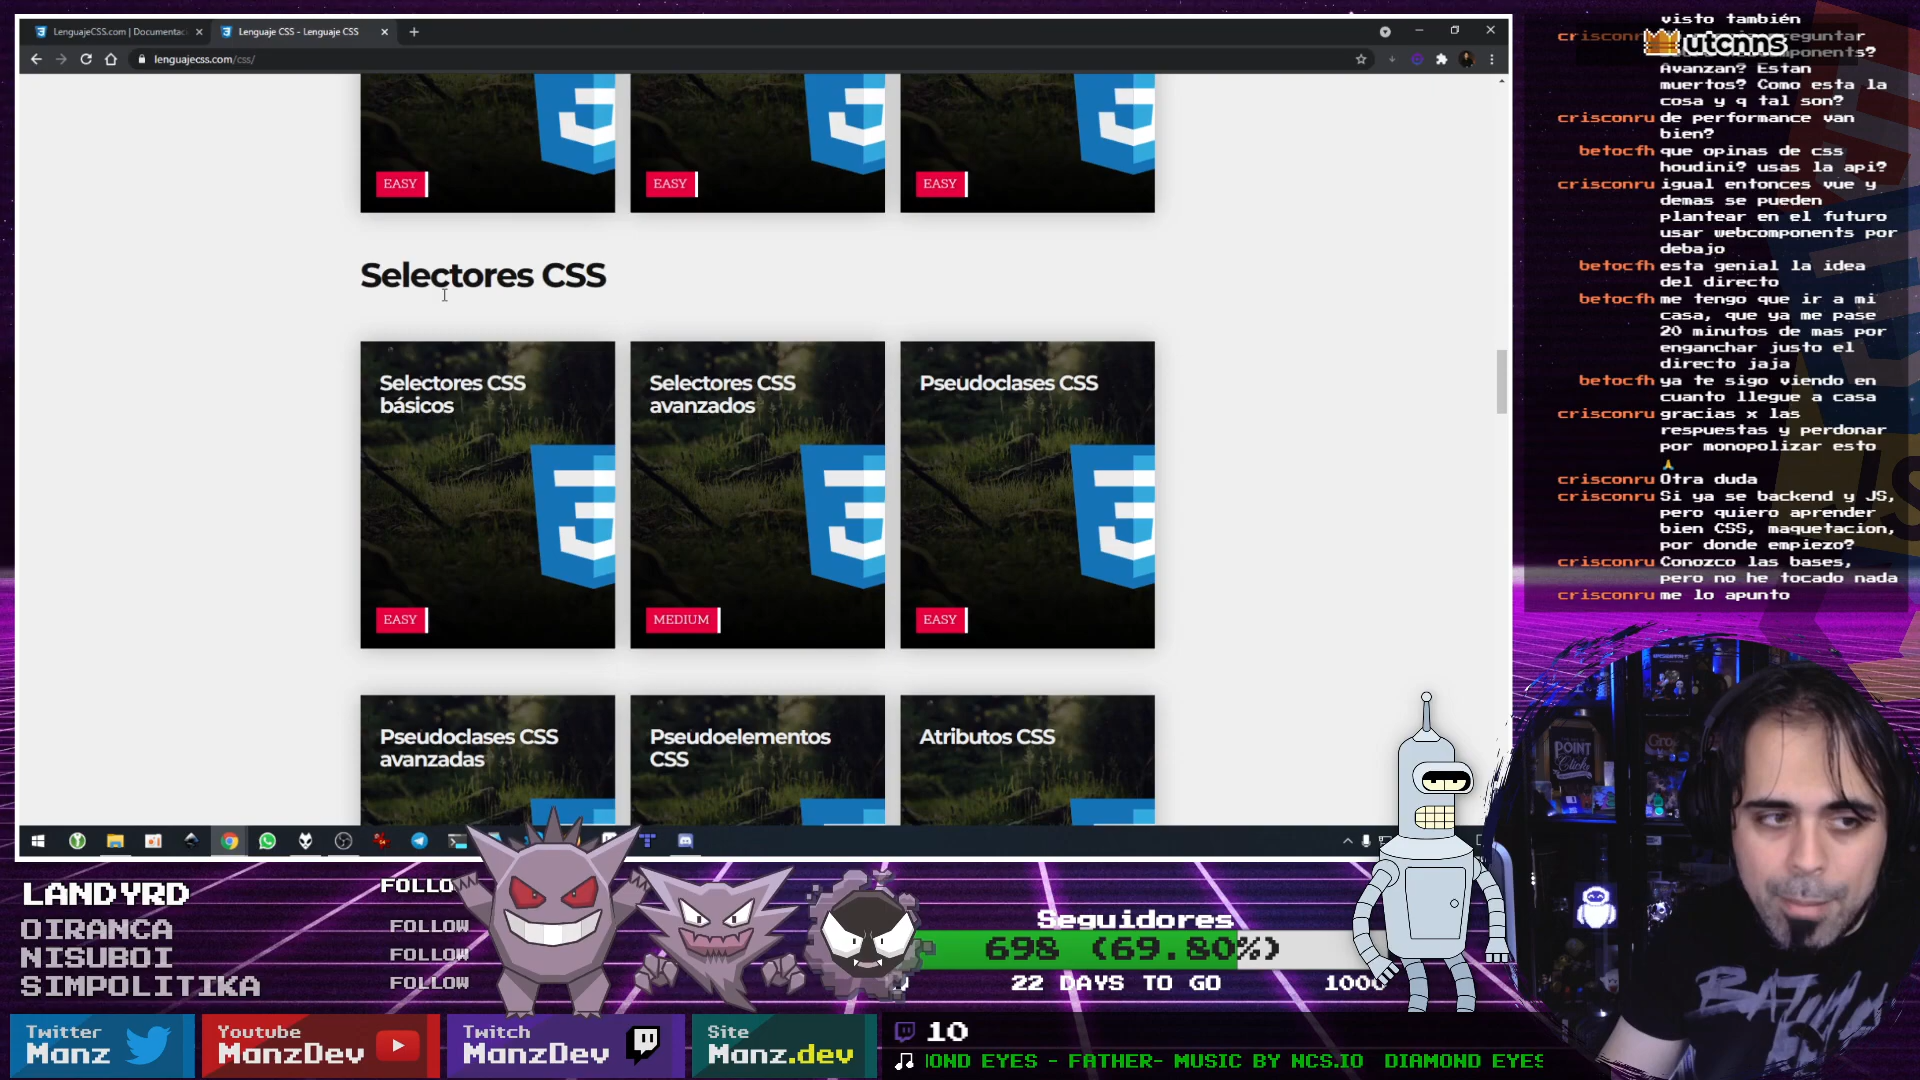 LenguajeCSS.com | Documentac
Lenguaje CSS - Lenguaje CSS
lenguajecss.com/css/
EASY
EASY
EASY
Selectores CSS
Selectores CSS
básicos
EASY
Selectores CSS
avanzados
MEDIUM
Pseudoclases CSS
EASY
Pseudoclases CSS
avanzadas
Pseudoelementos
CSS
Atributos CSS
visto también
utcnns
Avanzan? Estan
muertos? Como esta la
cosa y q tal son?
crisconru de performance van
bien?
betocfh que opinas de css
houdini? usas la api?
crisconru igual entonces vue y
demas se pueden
plantear en el futuro
usar webcomponents por
debajo
betocfh esta genial la idea
del directo
betocfh me tengo que ir a mi
casa, que ya me pase
20 minutos de mas por
enganchar justo el
directo jaja
betocfh ya te sigo viendo en
cuanto llegue a casa
crisconru gracias x las
respuestas y perdonar
por monopolizar esto
crisconru Otra duda
crisconru Si ya se backend y JS,
pero quiero aprender
bien CSS, maquetacion,
por donde empiezo?
crisconru Conozco las bases,
pero no he tocado nada
crisconru me lo apunto
POINT
Click
LANDYRD FOLLO
OIRANCA FOLLOW
NISUBOI FOLLOW
SIMPOLITIKA FOLLOW
Seguidores
698 (69.80%)
22 DAYS TO GO
1000
Twitter
Manz
Youtube
ManzDev
Twitch
ManzDev
Site
Manz.dev
10
IOND EYES - FATHER- MUSIC BY NCS.IO DIAMOND EYES